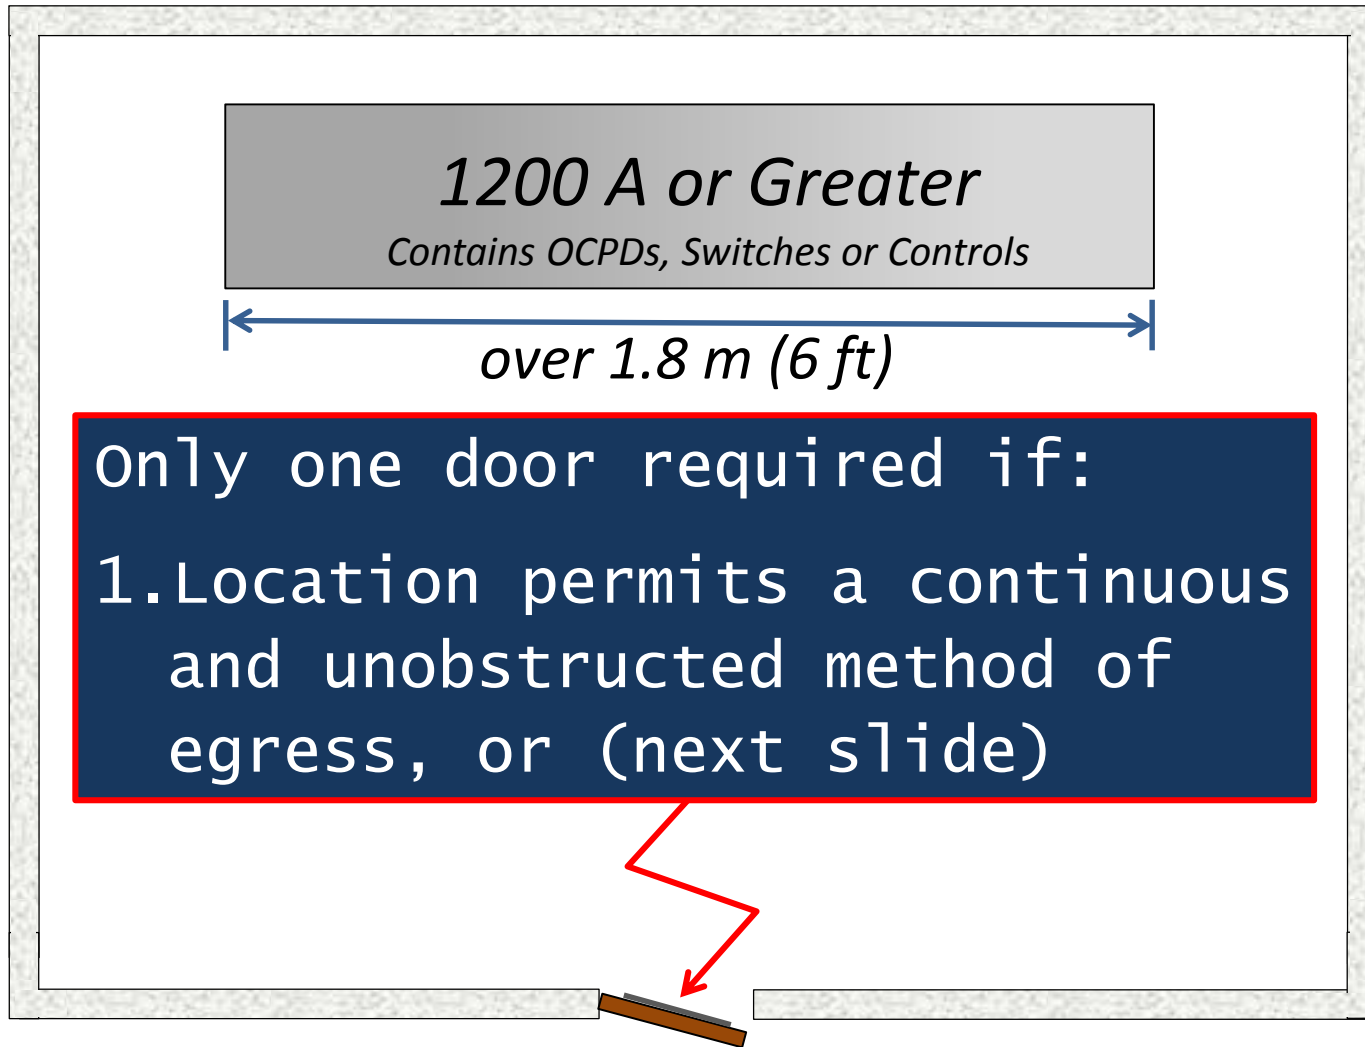 1200 A or Greater
Contains OCPDs, Switches or Controls
over 1.8 m (6 ft)
Only one door required if:
1.Location permits a continuous
and unobstructed method of
egress, or (next slide)